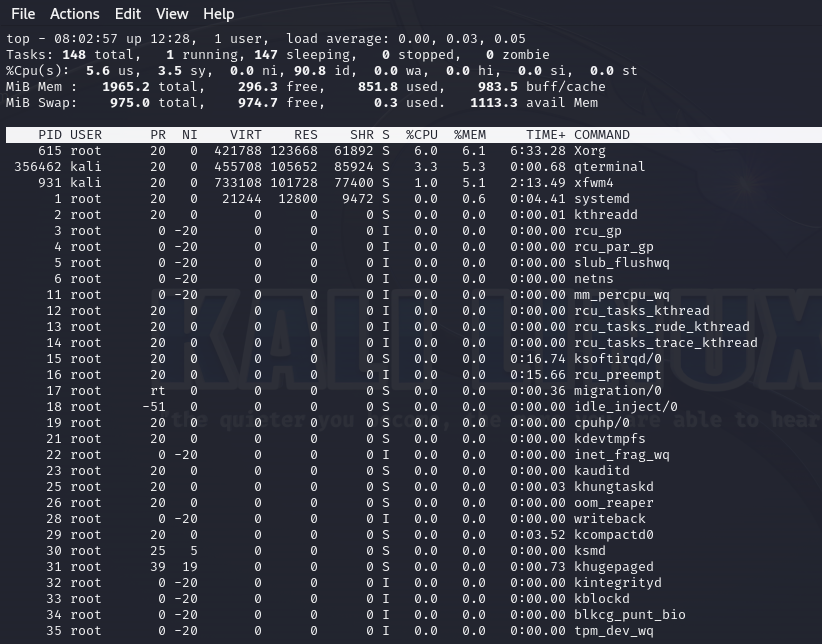 File Actions Edit View Help
top - 08:02:57 up 12:28, 1 user, load average: 0.00, 0.03, 0.05
Tasks: 148 total, 1 running, 147 sleeping, 0 stopped, 0 zombie
%Cpu(s): 5.6 us, 3.5 sy, 0.0 ni, 90.8 id, 0.0 wa, 0.0 hi, 0.0 si, 0.0 st
MiB Mem : 1965.2 total, 296.3 free, 851.8 used, 983.5 buff/cache
MiB Swap: 975.0 total, 974.7 free, 0.3 used. 1113.3 avail Mem
PID USER PR NI VIRT RES SHR S %CPU %MEM TIME+ COMMAND
615 root 20 0 421788 123668 61892 S 6.0 6.1 6:33.28 Xorg
356462 kali 20 0 455708 105652 85924 S 3.3 5.3 0:00.68 qterminal
931 kali 20 0 733108 101728 77400 S 1.0 5.1 2:13.49 xfwm4
1 root 20 0 21244 12800 9472 S 0.0 0.6 0:04.41 systemd
2 root 20 0 0 0 0 S 0.0 0.0 0:00.01 kthreadd
3 root 0 -20 0 0 0 I 0.0 0.0 0:00.00 rcu_gp
4 root 0 -20 0 0 0 I 0.0 0.0 0:00.00 rcu_par_gp
5 root 0 -20 0 0 0 I 0.0 0.0 0:00.00 slub_flushwq
6 root 0 -20 0 0 0 I 0.0 0.0 0:00.00 netns
11 root 0 -20 0 0 0 I 0.0 0.0 0:00.00 mm_percpu_wq
12 root 20 0 0 0 0 I 0.0 0.0 0:00.00 rcu_tasks_kthread
13 root 20 0 0 0 0 I 0.0 0.0 0:00.00 rcu_tasks_rude_kthread
14 root 20 0 0 0 0 I 0.0 0.0 0:00.00 rcu_tasks_trace_kthread
15 root 20 0 0 0 0 S 0.0 0.0 0:16.74 ksoftirqd/0
16 root 20 0 0 0 0 I 0.0 0.0 0:15.66 rcu_preempt
17 root rt 0 0 0 0 S 0.0 0.0 0:00.36 migration/0
18 root -51 0 0 0 0 S 0.0 0.0 0:00.00 idle_inject/0
19 root 20 0 0 0 0 S 0.0 0.0 0:00.00 cpuhp/0
21 root 20 0 0 0 0 S 0.0 0.0 0:00.00 kdevtmpfs
22 root 0 -20 0 0 0 I 0.0 0.0 0:00.00 inet_frag_wq
23 root 20 0 0 0 0 S 0.0 0.0 0:00.00 kauditd
25 root 20 0 0 0 0 S 0.0 0.0 0:00.03 khungtaskd
26 root 20 0 0 0 0 S 0.0 0.0 0:00.00 oom_reaper
28 root 0 -20 0 0 0 I 0.0 0.0 0:00.00 writeback
29 root 20 0 0 0 0 S 0.0 0.0 0:03.52 kcompactd0
30 root 25 5 0 0 0 S 0.0 0.0 0:00.00 ksmd
31 root 39 19 0 0 0 S 0.0 0.0 0:00.73 khugepaged
32 root 0 -20 0 0 0 I 0.0 0.0 0:00.00 kintegrityd
33 root 0 -20 0 0 0 I 0.0 0.0 0:00.00 kblockd
34 root 0 -20 0 0 0 I 0.0 0.0 0:00.00 blkcg_punt_bio
35 root 0 -20 0 0 0 I 0.0 0.0 0:00.00 tpm_dev_wq